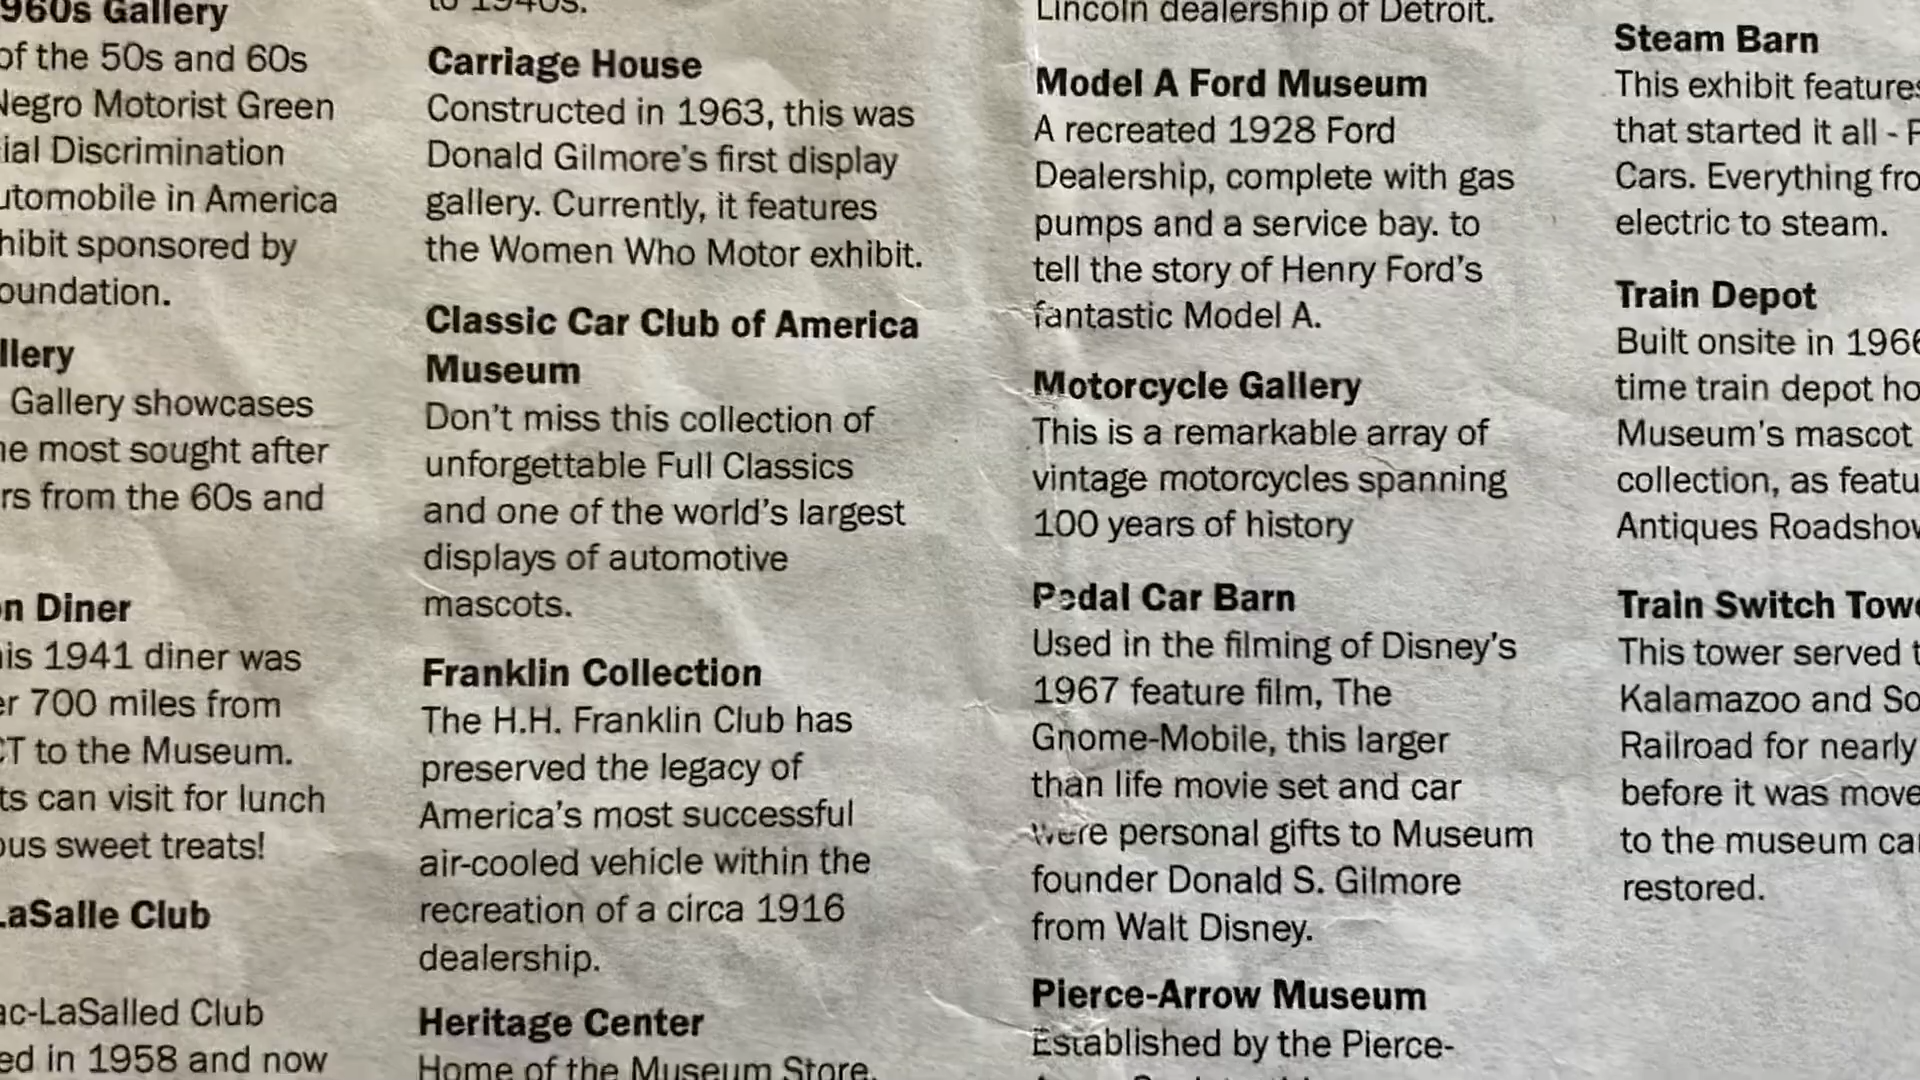 960s Gallery
of the 50s and 60s
Negro Motorist Green
ial Discrimination
utomobile in America
hibit sponsored by
oundation.
llery
Gallery showcases
he most sought after
rs from the 60s and
on Diner
his 1941 diner was
er 700 miles from
CT to the Museum.
ts can visit for lunch
ous sweet treats!
LaSalle Club
ac-LaSalled Club
ed in 1958 and now
to 1940s.
Carriage House
Constructed in 1963, this was
Donald Gilmore's first display
gallery. Currently, it features
the Women Who Motor exhibit.
Classic Car Club of America
Museum
Don't miss this collection of
unforgettable Full Classics
and one of the world's largest
displays of automotive
mascots.
Franklin Collection
The H.H. Franklin Club has
preserved the legacy of
America's most successful
air-cooled vehicle within the
recreation of a circa 1916
dealership.
Heritage Center
Home of the Museum Store,
Lincoln dealership of Detroit.
Model A Ford Museum
A recreated 1928 Ford
Dealership, complete with gas
pumps and a service bay. to
tell the story of Henry Ford's
fantastic Model A.
Motorcycle Gallery
This is a remarkable array of
vintage motorcycles spanning
100 years of history
Pedal Car Barn
Used in the filming of Disney's
1967 feature film, The
Gnome-Mobile, this larger
than life movie set and car
were personal gifts to Museum
founder Donald S. Gilmore
from Walt Disney.
Pierce-Arrow Museum
Established by the Pierce-
Steam Barn
This exhibit features
that started it all -
Cars. Everything fro
electric to steam.
Train Depot
Built onsite in 1966
time train depot ho
Museum's mascot
collection, as featu
Antiques Roadshow
Train Switch Towe
This tower served t
Kalamazoo and So
Railroad for nearly
before it was move
to the museum ca
restored.